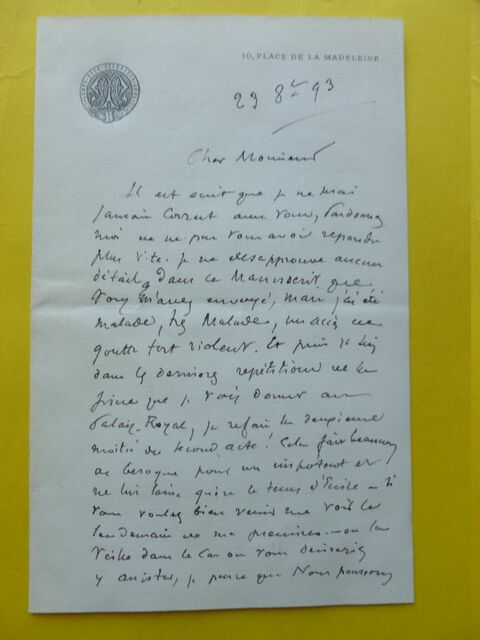 10, PLACE DE LA MADELEINE.
23 8bre 93
Cher Monsieur
Il est écrit que je ne serai
jamais correct avec vous, Pardonnez
moi de ne pas vous avoir répondu
plus vite. Je ne désapprouve aucun
détail dans le Manuscrit que
vous m'avez envoyé, mais j'ai été
malade, très malade, un accès de
goutte fort violent. Et puis je suis
dans les dernières répétitions de la
pièce que je vais donner au
Palais-Royal, je refais la deuxième
moitié du second acte! Cela fait beaucoup
de besogne pour un impotent et
ne lui laisse guère le temps d'écrire — si
vous voulez bien venir me voir le
lendemain de ma première — ou la
veille dans le cas où vous désireriez
y assister, je pense que nous pourrons